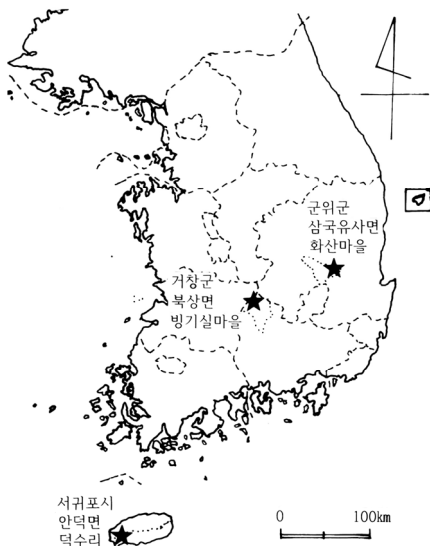 군위군
삼국유사면
화산마을
거창군
북상면
빙기실마을
서귀포시
안덕면
덕수리
0 100km